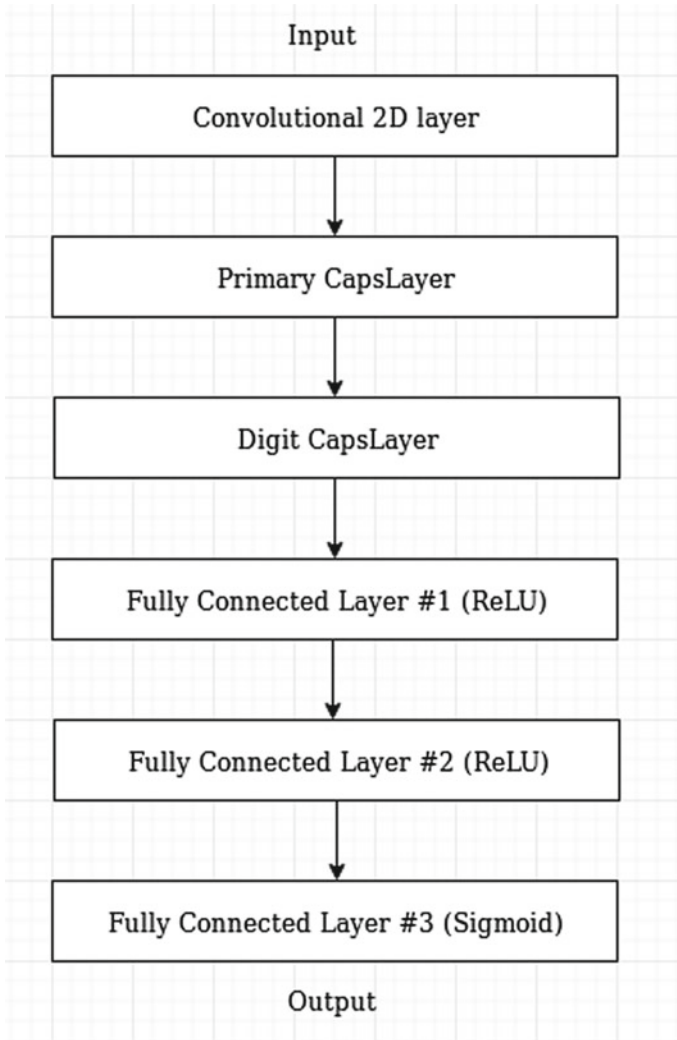 Input
Convolutional 2D layer
Primary CapsLayer
Digit CapsLayer
Fully Connected Layer #1 (ReLU)
Fully Connected Layer #2 (ReLU)
Fully Connected Layer #3 (Sigmoid)
Output